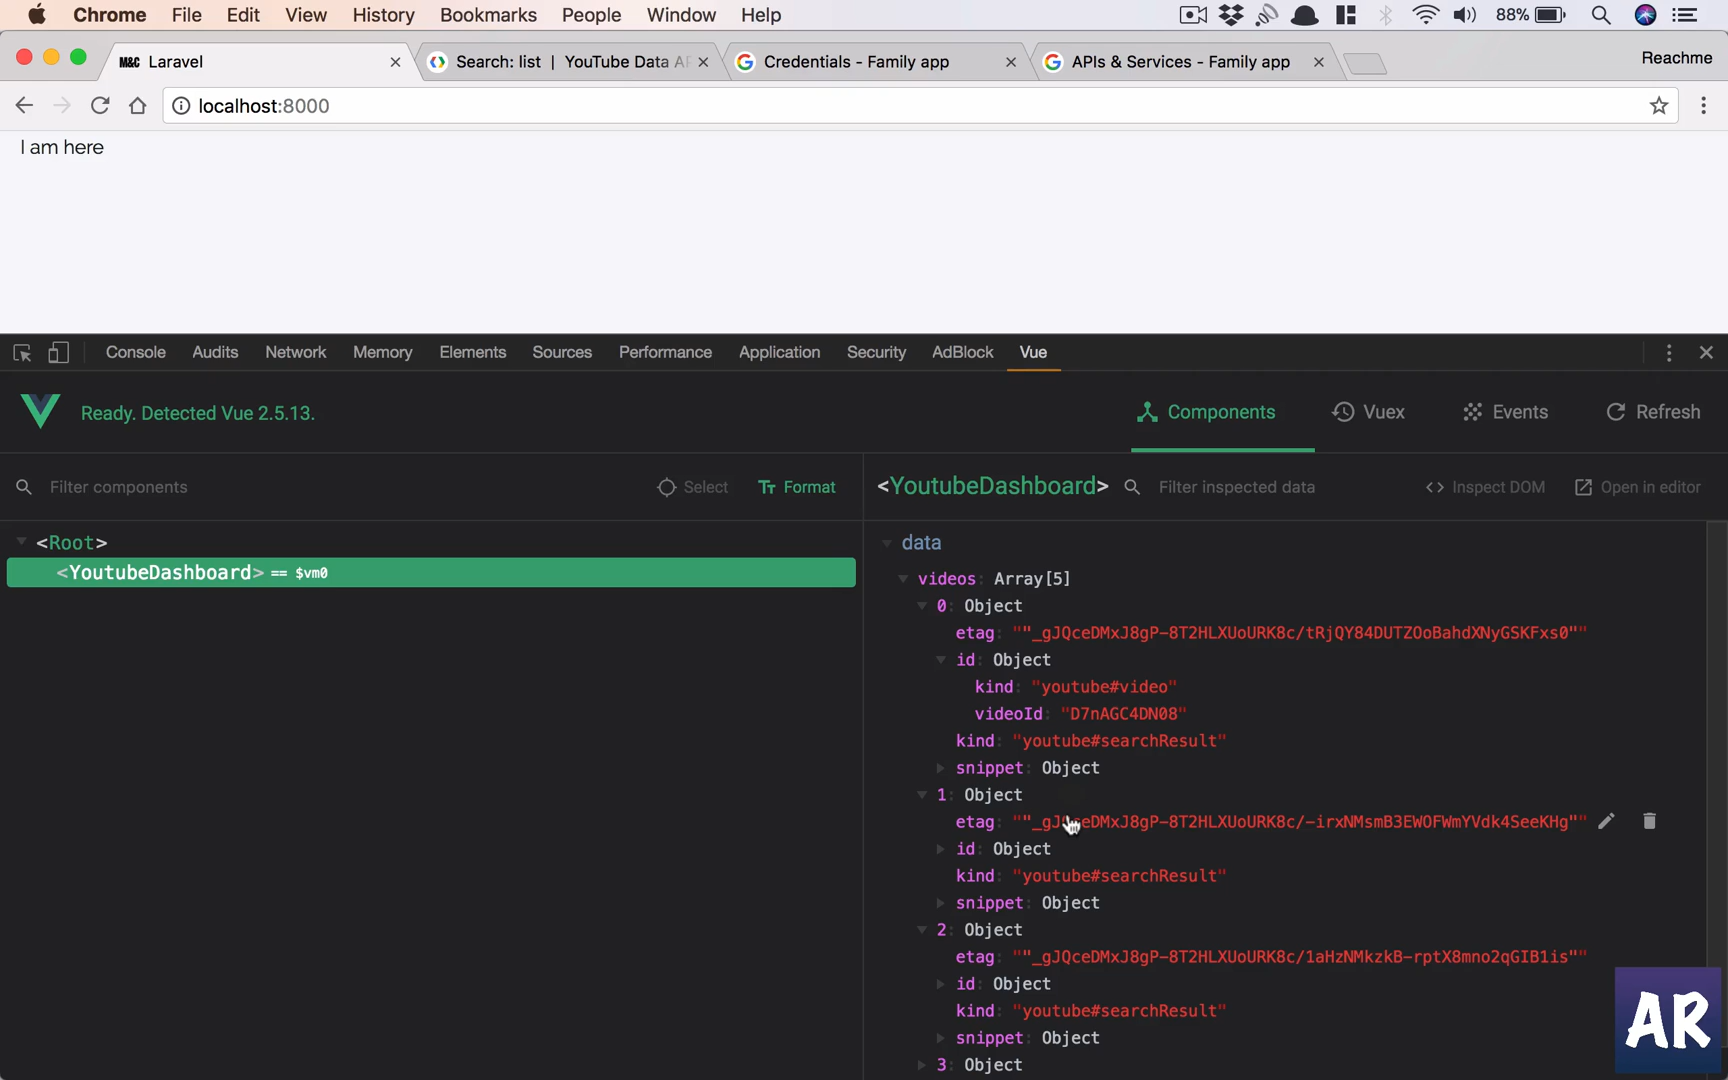 Chrome File Edit View History Bookmarks People Window Help 88%
M&C Laravel Search: list | YouTube Data AP Credentials - Family app APIs & Services - Family app Reachme
localhost:8000
I am here
Console Audits Network Memory Elements Sources Performance Application Security AdBlock Vue
Ready. Detected Vue 2.5.13. Components Vuex Events Refresh
Filter components Select Format <YoutubeDashboard> Filter inspected data Inspect DOM Open in editor
<Root>
<YoutubeDashboard> == $vm0
data
videos: Array[5]
0: Object
etag: ""_gJQceDMxJ8gP-8T2HLXUoURK8c/tRjQY84DUTZOoBahdXNyGSKFxs0""
id: Object
kind: "youtube#video"
videoId: "D7nAGC4DN08"
kind: "youtube#searchResult"
snippet: Object
1: Object
etag: ""_gJQceDMxJ8gP-8T2HLXUoURK8c/-irxNMsmB3EWOFWmYVdk4SeeKHg""
id: Object
kind: "youtube#searchResult"
snippet: Object
2: Object
etag: ""_gJQceDMxJ8gP-8T2HLXUoURK8c/1aHzNMkzkB-rptX8mno2qGIB1is""
id: Object
kind: "youtube#searchResult"
snippet: Object
3: Object
AR